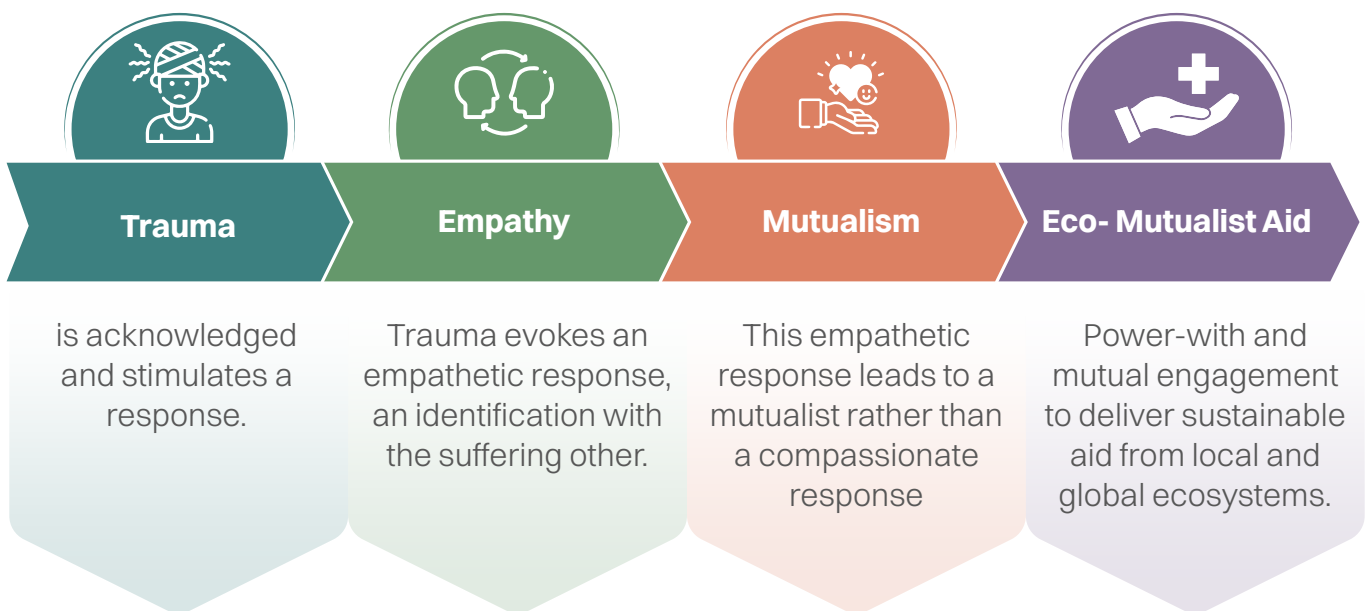 Trauma
is acknowledged
and stimulates a
response.
Empathy
Trauma evokes an
empathetic response,
an identification with
the suffering other.
Mutualism
This empathetic
response leads to a
mutualist rather than
a compassionate
response
Eco- Mutualist Aid
Power-with and
mutual engagement
to deliver sustainable
aid from local and
global ecosystems.